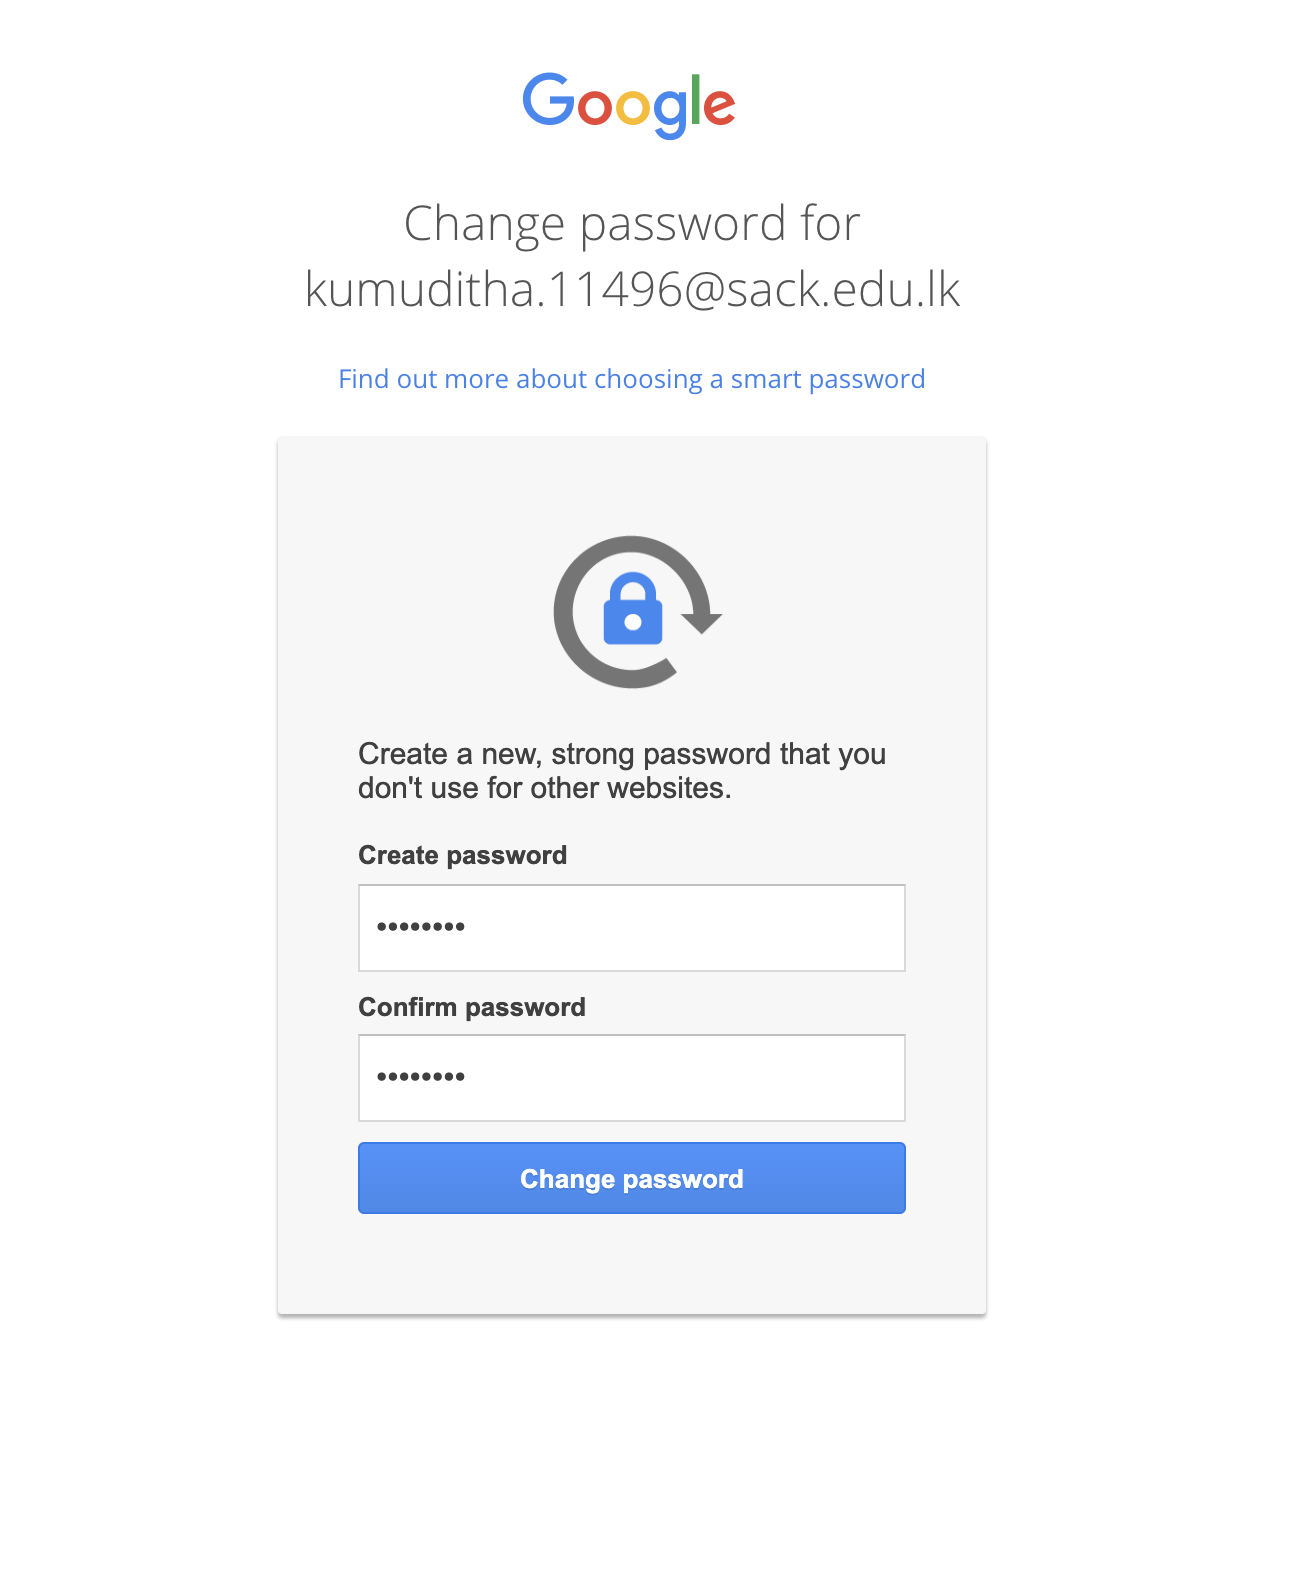 Google
Change password for
kumuditha.11496@sack.edu.lk
Find out more about choosing a smart password
Create a new, strong password that you
don't use for other websites.
Create password
••••••••
Confirm password
••••••••
Change password